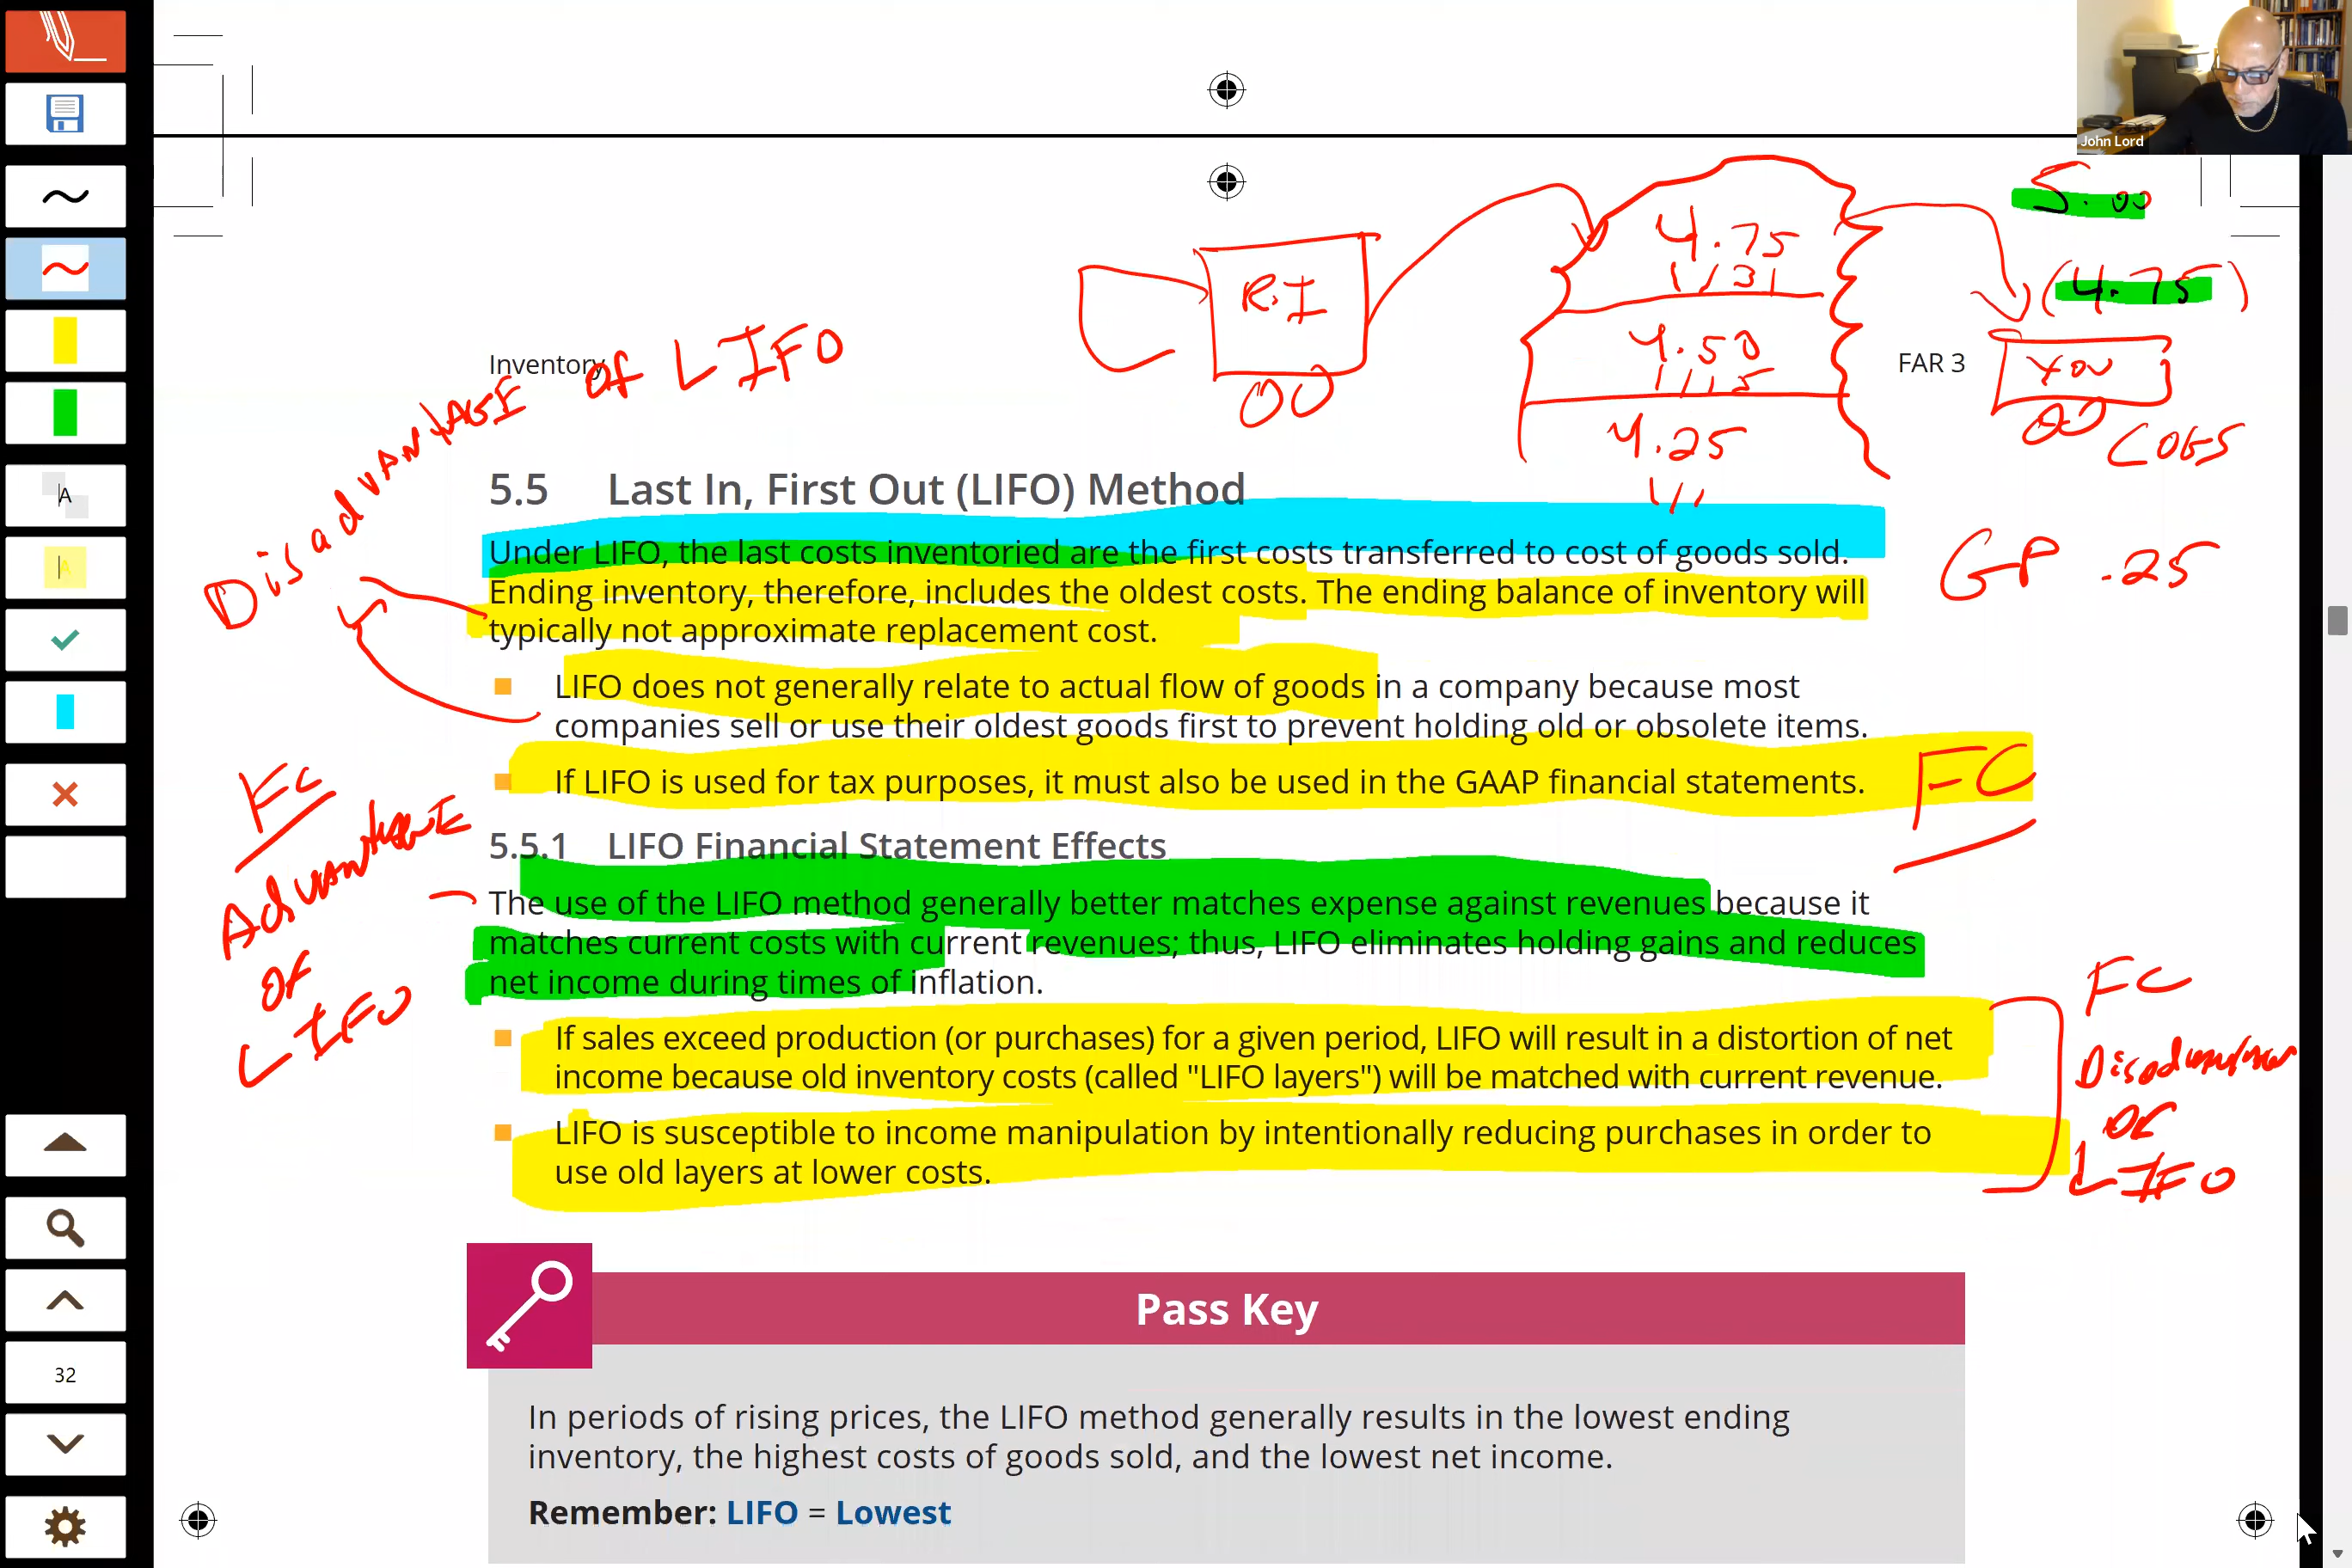 John Lord
5.00
4.75
1/31
R.I
(4.75)
4.50
1/15
Inventory
Disadvantage of LIFO
FAR 3
YOU
COGS
4.25
1/1
5.5 Last In, First Out (LIFO) Method
Under LIFO, the last costs inventoried are the first costs transferred to cost of goods sold.
Ending inventory, therefore, includes the oldest costs. The ending balance of inventory will
typically not approximate replacement cost.
GP .25
LIFO does not generally relate to actual flow of goods in a company because most
companies sell or use their oldest goods first to prevent holding old or obsolete items.
If LIFO is used for tax purposes, it must also be used in the GAAP financial statements.
FC
FC
Advantage
of
LIFO
5.5.1 LIFO Financial Statement Effects
The use of the LIFO method generally better matches expense against revenues because it
matches current costs with current revenues; thus, LIFO eliminates holding gains and reduces
net income during times of inflation.
If sales exceed production (or purchases) for a given period, LIFO will result in a distortion of net
income because old inventory costs (called "LIFO layers") will be matched with current revenue.
LIFO is susceptible to income manipulation by intentionally reducing purchases in order to
use old layers at lower costs.
FC
Disadvantage
of
LIFO
Pass Key
In periods of rising prices, the LIFO method generally results in the lowest ending
inventory, the highest costs of goods sold, and the lowest net income.
Remember: LIFO = Lowest
A
A
32